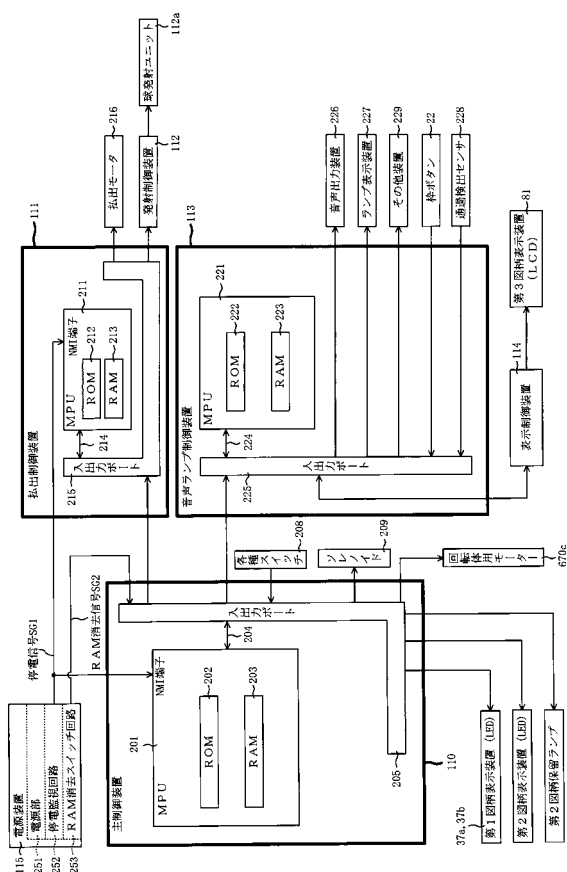 115
電源装置
251
電源部
252
停電監視回路
253
RAM消去スイッチ回路
停電信号SG1
RAM消去信号SG2
主制御装置
110
201
MPU
NMI端子
ROM
202
RAM
203
204
入出力ポート
205
各種スイッチ
208
ソレノイド
209
回転体用モーター
670c
37a,37b
第1図柄表示装置(LED)
第2図柄表示装置(LED)
第2図柄保留ランプ
払出制御装置
111
MPU
NMI端子
211
ROM
212
RAM
213
214
入出力ポート
215
払出モータ
216
発射制御装置
112
球発射ユニット
112a
音声ランプ制御装置
113
MPU
221
ROM
222
RAM
223
224
入出力ポート
225
音声出力装置
226
ランプ表示装置
227
その他装置
229
枠ボタン
22
通過検出センサ
228
表示制御装置
114
第3図柄表示装置
(LCD)
81